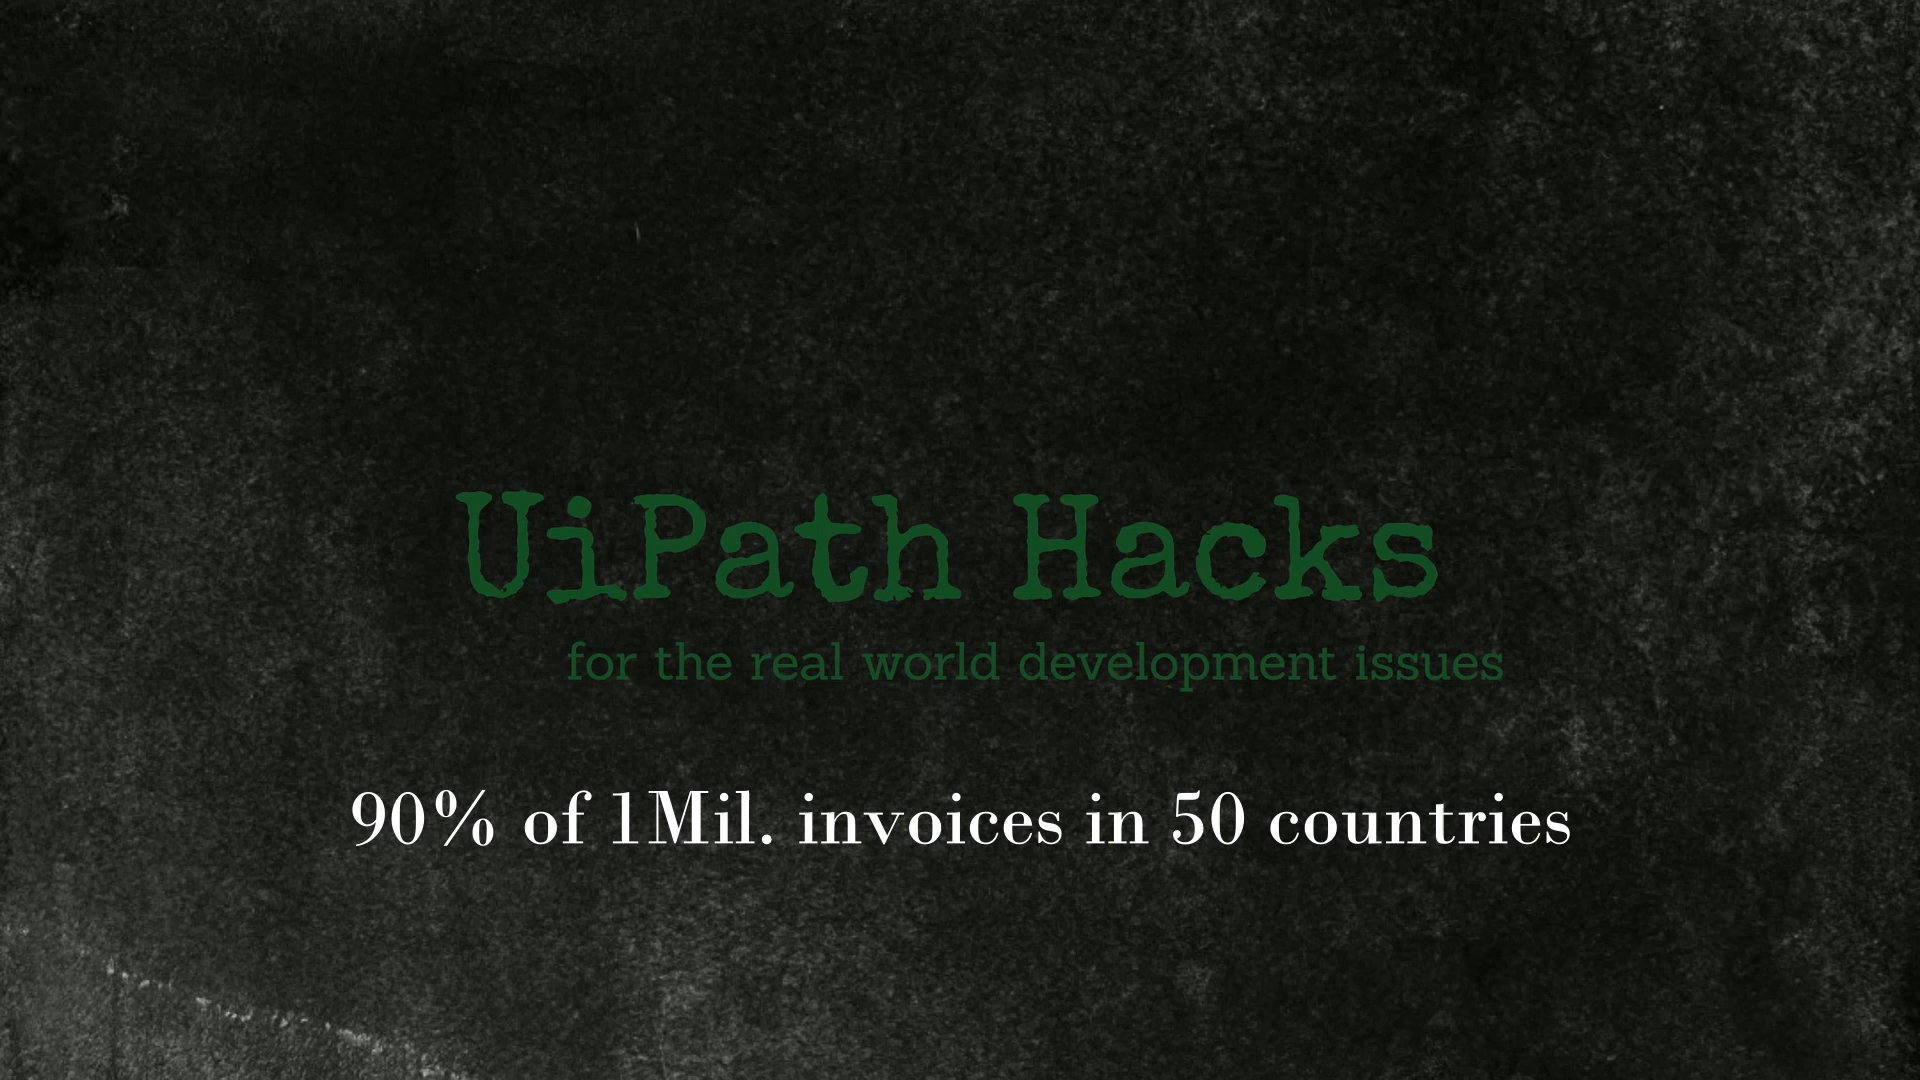 UiPath Hacks
for the real world development issues
90% of 1Mil. invoices in 50 countries